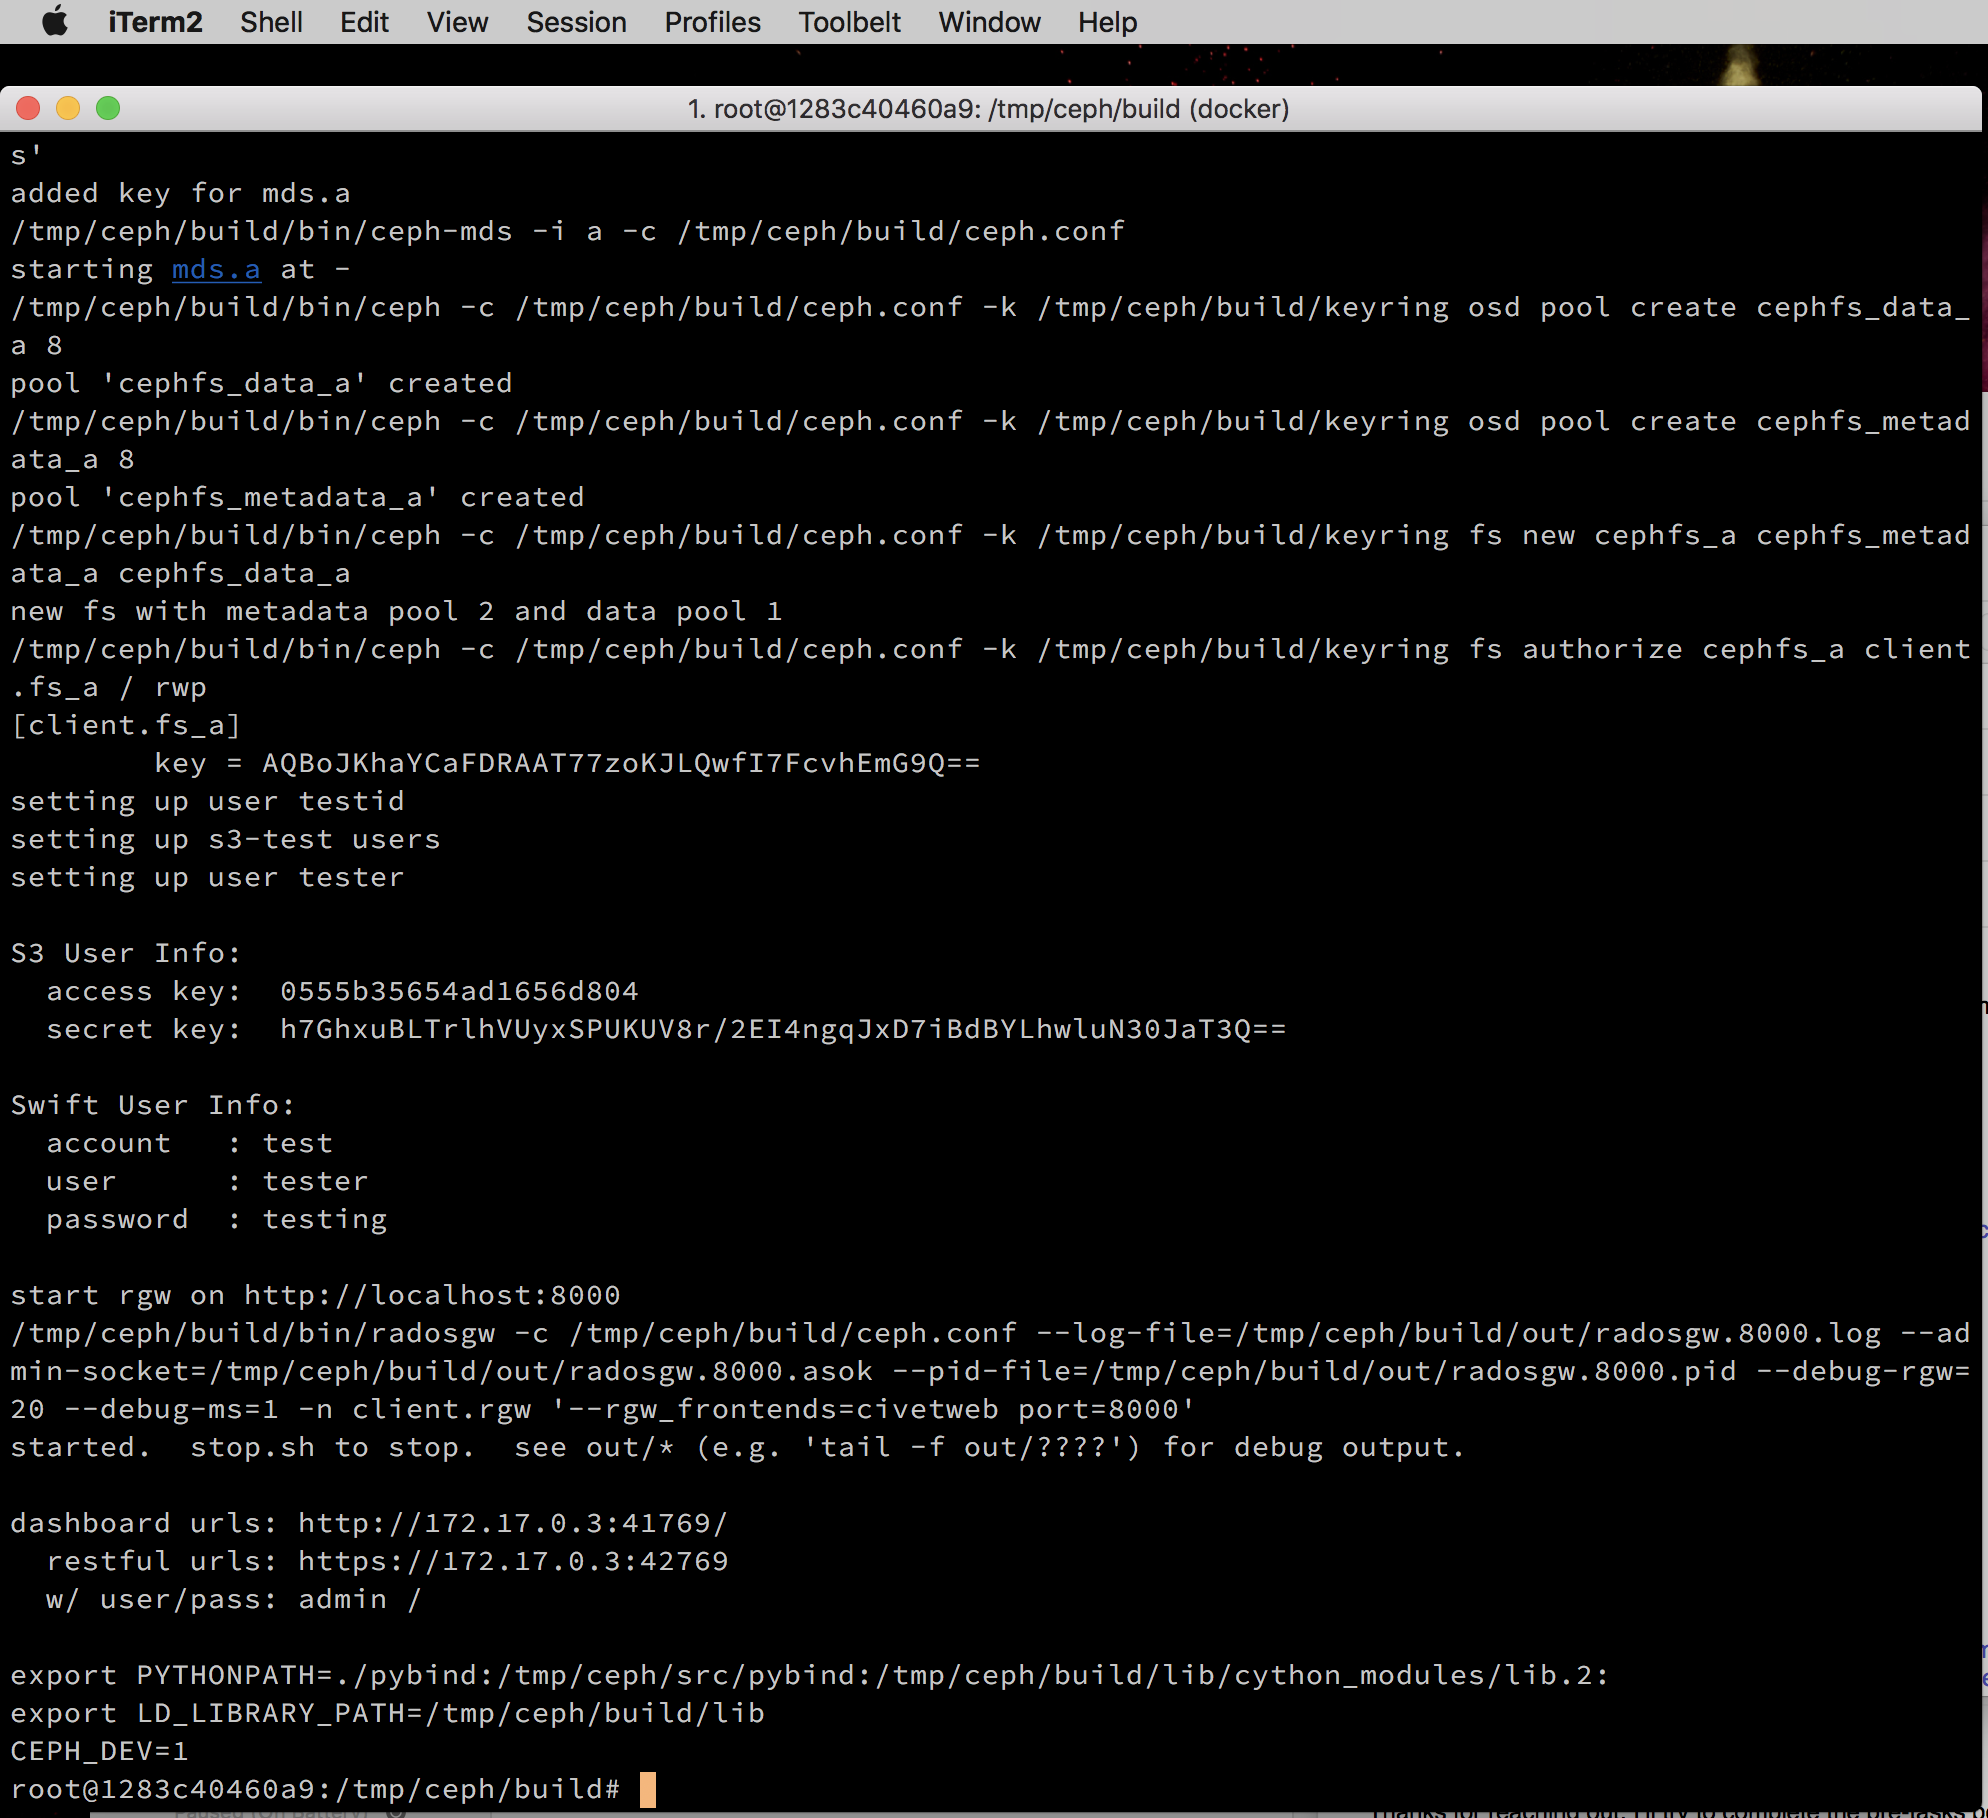 iTerm2 Shell Edit View Session Profiles Toolbelt Window Help
1. root@1283c40460a9: /tmp/ceph/build (docker)
s'
added key for mds.a
/tmp/ceph/build/bin/ceph-mds -i a -c /tmp/ceph/build/ceph.conf
starting mds.a at -
/tmp/ceph/build/bin/ceph -c /tmp/ceph/build/ceph.conf -k /tmp/ceph/build/keyring osd pool create cephfs_data_
a 8
pool 'cephfs_data_a' created
/tmp/ceph/build/bin/ceph -c /tmp/ceph/build/ceph.conf -k /tmp/ceph/build/keyring osd pool create cephfs_metad
ata_a 8
pool 'cephfs_metadata_a' created
/tmp/ceph/build/bin/ceph -c /tmp/ceph/build/ceph.conf -k /tmp/ceph/build/keyring fs new cephfs_a cephfs_metad
ata_a cephfs_data_a
new fs with metadata pool 2 and data pool 1
/tmp/ceph/build/bin/ceph -c /tmp/ceph/build/ceph.conf -k /tmp/ceph/build/keyring fs authorize cephfs_a client
.fs_a / rwp
[client.fs_a]
        key = AQBoJKhaYCaFDRAAT77zoKJLQwfI7FcvhEmG9Q==
setting up user testid
setting up s3-test users
setting up user tester

S3 User Info:
  access key:  0555b35654ad1656d804
  secret key:  h7GhxuBLTrlhVUyxSPUKUV8r/2EI4ngqJxD7iBdBYLhwluN30JaT3Q==

Swift User Info:
  account   : test
  user      : tester
  password  : testing

start rgw on http://localhost:8000
/tmp/ceph/build/bin/radosgw -c /tmp/ceph/build/ceph.conf --log-file=/tmp/ceph/build/out/radosgw.8000.log --ad
min-socket=/tmp/ceph/build/out/radosgw.8000.asok --pid-file=/tmp/ceph/build/out/radosgw.8000.pid --debug-rgw=
20 --debug-ms=1 -n client.rgw '--rgw_frontends=civetweb port=8000'
started.  stop.sh to stop.  see out/* (e.g. 'tail -f out/????') for debug output.

dashboard urls: http://172.17.0.3:41769/
  restful urls: https://172.17.0.3:42769
  w/ user/pass: admin /

export PYTHONPATH=./pybind:/tmp/ceph/src/pybind:/tmp/ceph/build/lib/cython_modules/lib.2:
export LD_LIBRARY_PATH=/tmp/ceph/build/lib
CEPH_DEV=1
root@1283c40460a9:/tmp/ceph/build#